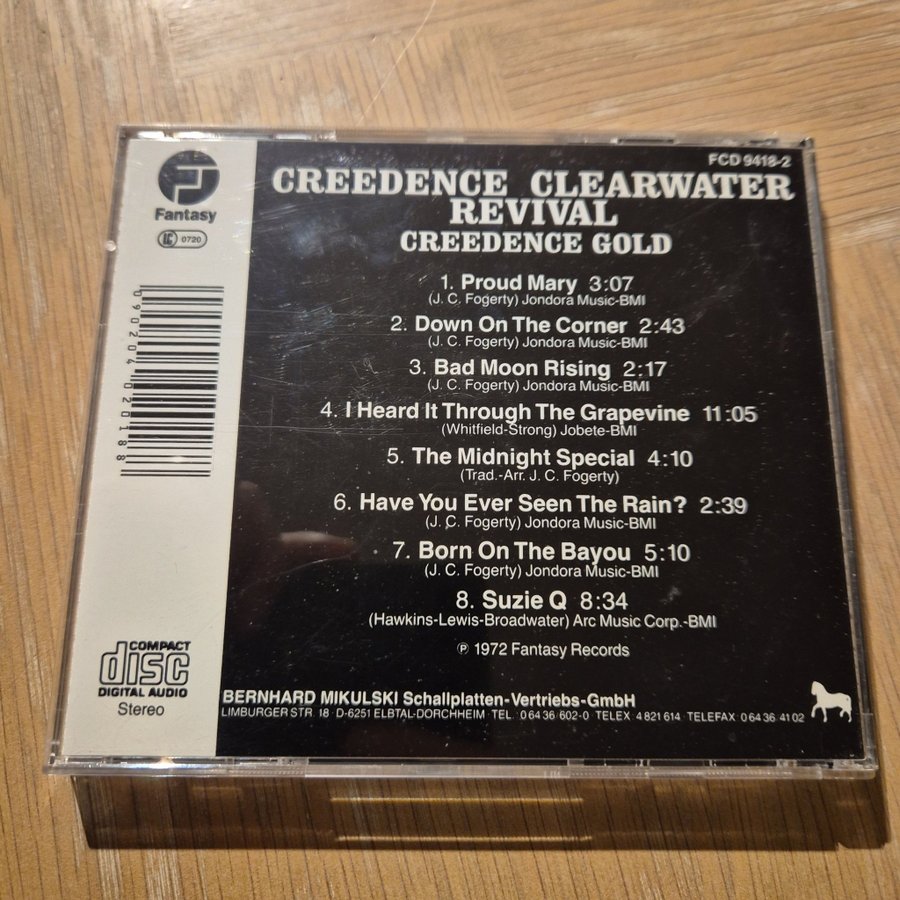 FCD 9418-2
Fantasy
LC 0720
CREEDENCE CLEARWATER
REVIVAL
CREEDENCE GOLD
1. Proud Mary 3:07
(J. C. Fogerty) Jondora Music-BMI
2. Down On The Corner 2:43
(J. C. Fogerty) Jondora Music-BMI
3. Bad Moon Rising 2:17
(J. C. Fogerty) Jondora Music-BMI
4. I Heard It Through The Grapevine 11:05
(Whitfield-Strong) Jobete-BMI
5. The Midnight Special 4:10
(Trad.-Arr. J. C. Fogerty)
6. Have You Ever Seen The Rain? 2:39
(J. C. Fogerty) Jondora Music-BMI
7. Born On The Bayou 5:10
(J. C. Fogerty) Jondora Music-BMI
8. Suzie Q 8:34
(Hawkins-Lewis-Broadwater) Arc Music Corp.-BMI
℗ 1972 Fantasy Records
090204020188
COMPACT
disc
DIGITAL AUDIO
Stereo
BERNHARD MIKULSKI Schallplatten-Vertriebs-GmbH
LIMBURGER STR. 18 · D-6251 ELBTAL-DORCHHEIM · TEL. 0 64 36/602-0 · TELEX 4 821 614 · TELEFAX 0 64 36 41 02